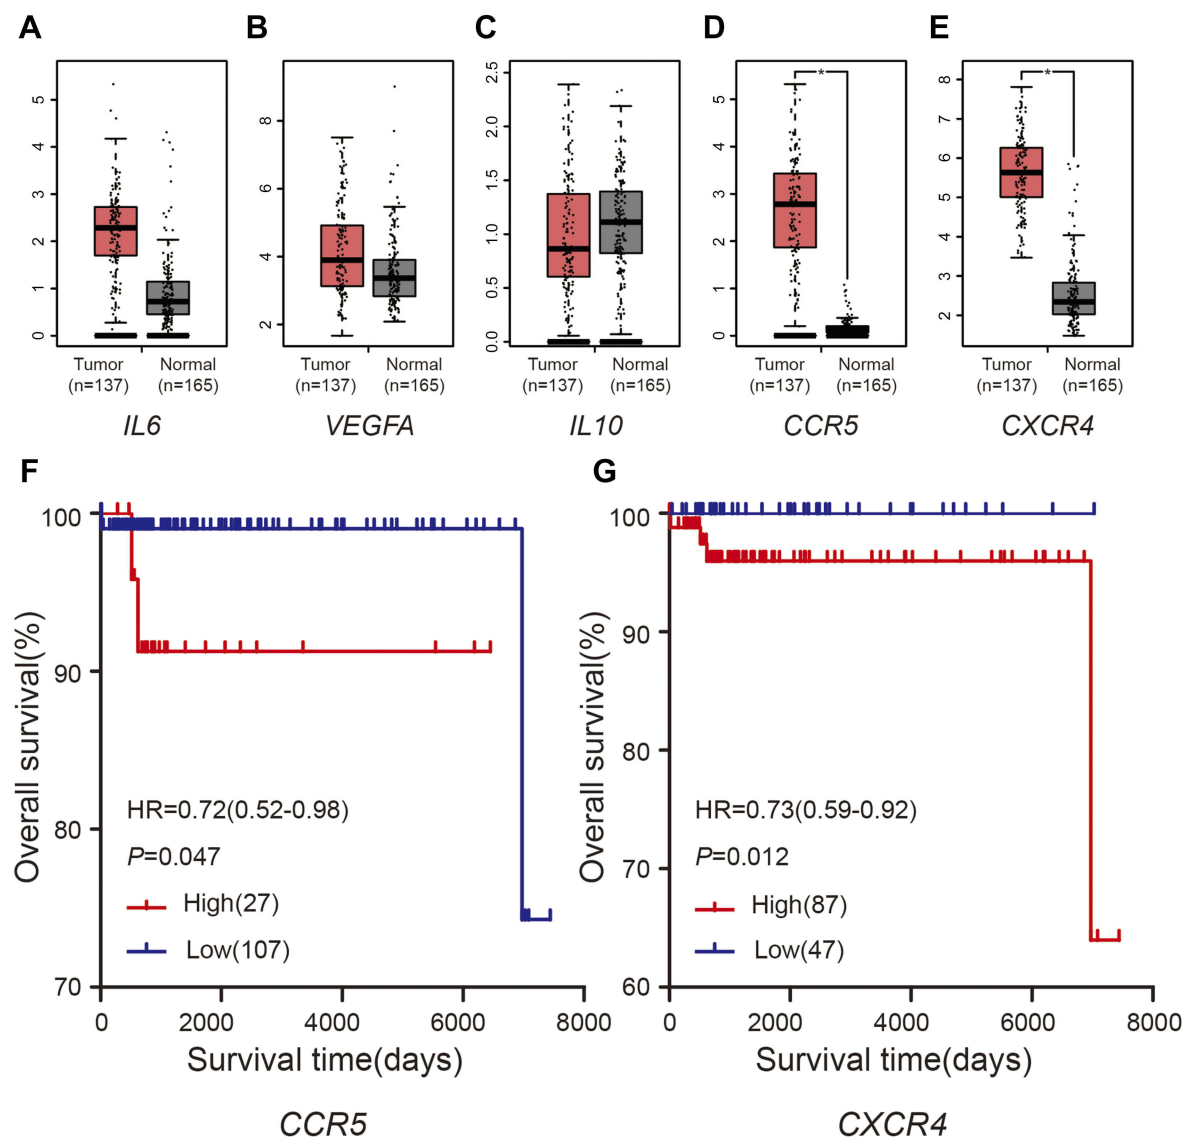 A B C D E
5
4
3
2
1
0
8
6
4
2
2.5
2.0
1.5
1.0
0.5
0.0
*
5
4
3
2
1
0
*
8
7
6
5
4
3
2
Tumor Normal Tumor Normal Tumor Normal Tumor Normal Tumor Normal
(n=137) (n=165) (n=137) (n=165) (n=137) (n=165) (n=137) (n=165) (n=137) (n=165)
IL6 VEGFA IL10 CCR5 CXCR4
F
Overall survival(%)
100
90
80
70
HR=0.72(0.52-0.98)
P=0.047
High(27)
Low(107)
0 2000 4000 6000 8000
Survival time(days)
CCR5
G
Overall survival(%)
100
90
80
70
60
HR=0.73(0.59-0.92)
P=0.012
High(87)
Low(47)
0 2000 4000 6000 8000
Survival time(days)
CXCR4